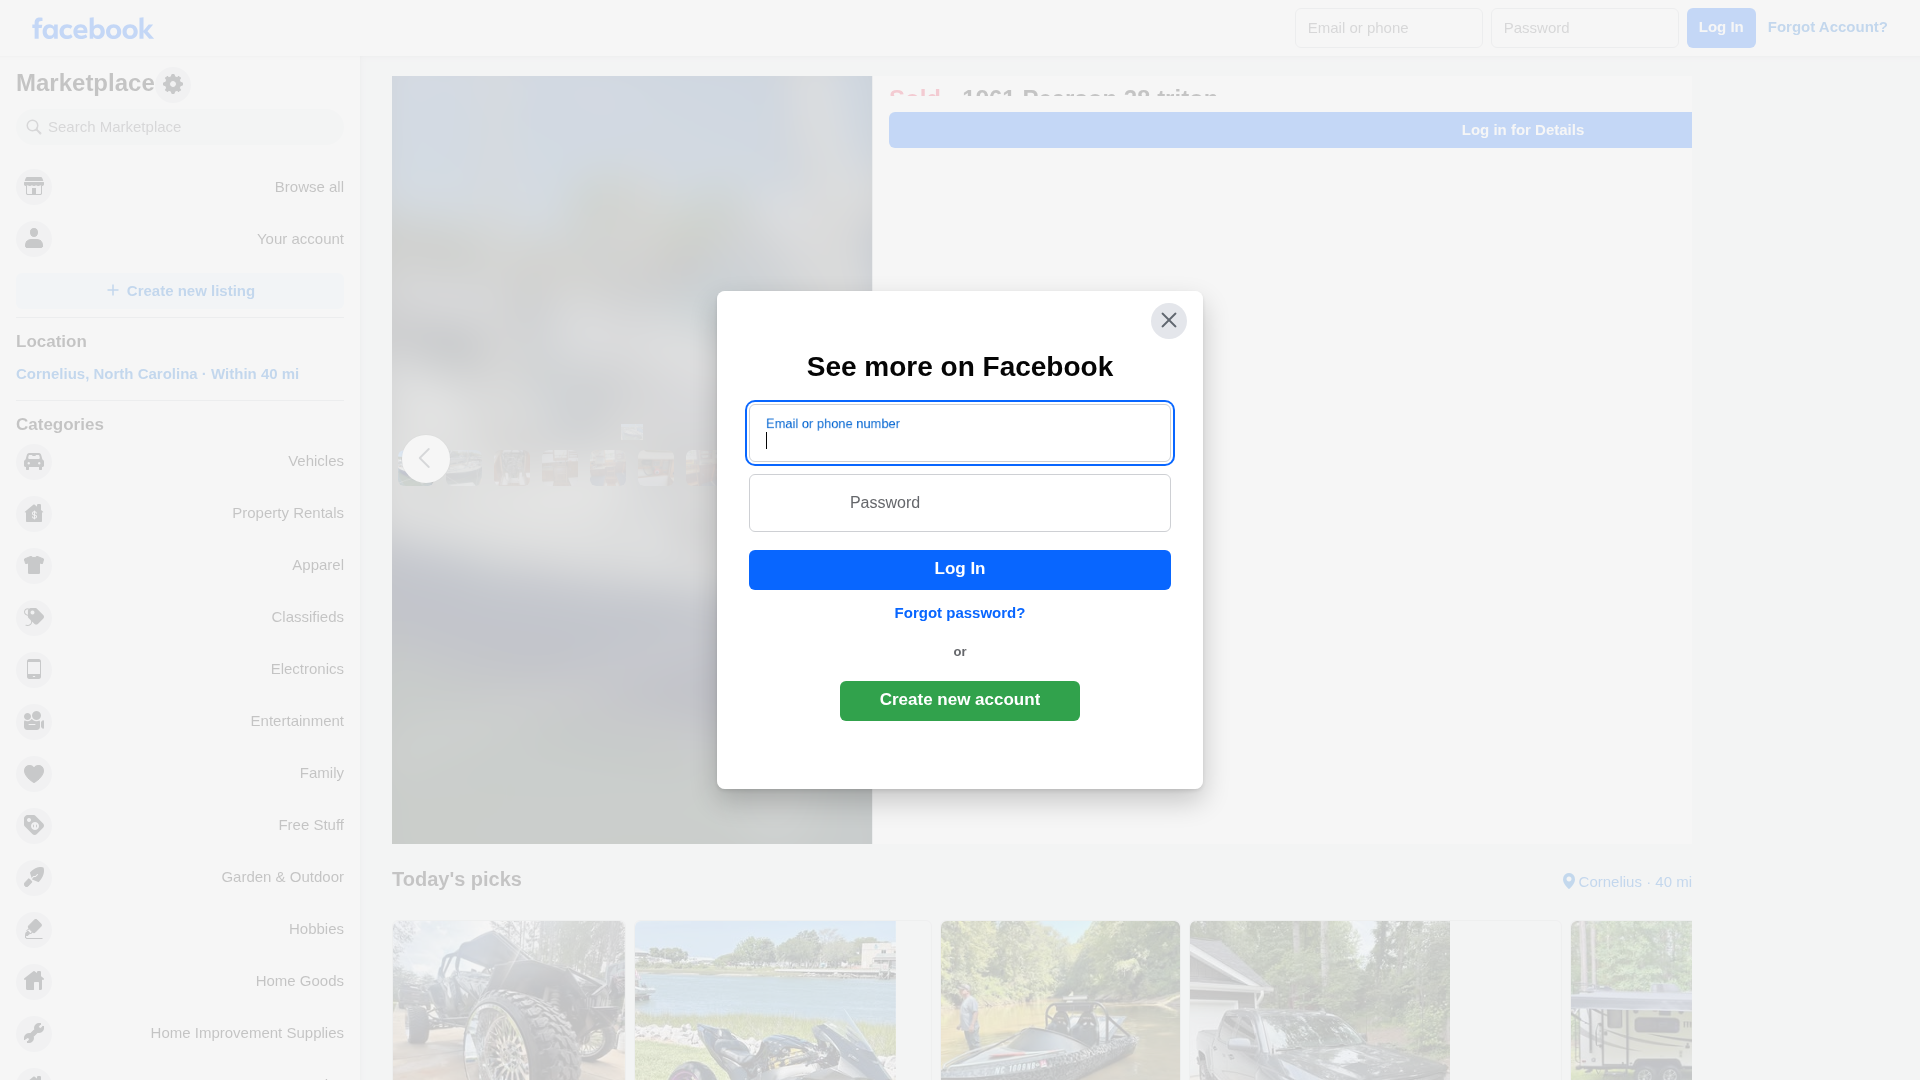 facebook
Email or phone
Password
Log In
Forgot Account?
Marketplace
Search Marketplace
Browse all
Your account
Create new listing
Location
Cornelius, North Carolina · Within 40 mi
Categories
Vehicles
Property Rentals
Apparel
Classifieds
Electronics
Entertainment
Family
Free Stuff
Garden & Outdoor
Hobbies
Home Goods
Home Improvement Supplies
Sold
1961 Pearson 28 triton
Log in for Details
See more on Facebook
Email or phone number
Password
Log In
Forgot password?
or
Create new account
Today's picks
Cornelius · 40 mi